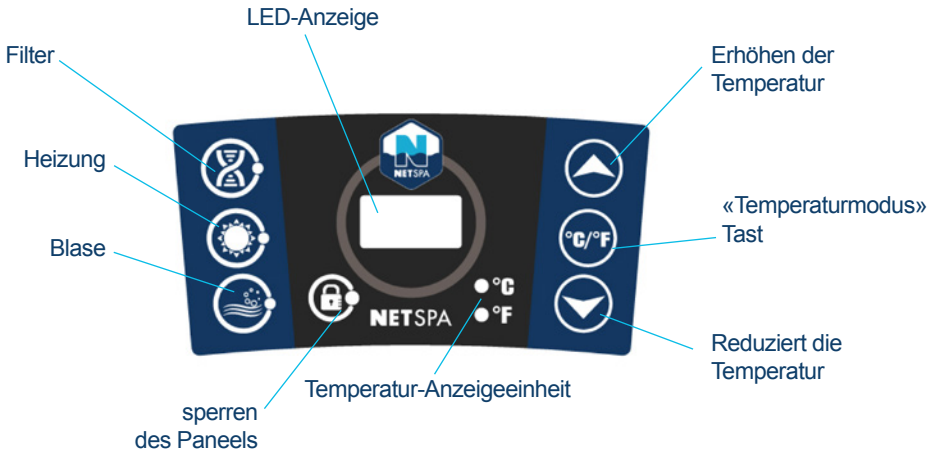 LED-Anzeige
Filter
Erhöhen der
Temperatur
Heizung
«Temperaturmodus»
Tast
Blase
N
NETSPA
°C/°F
°C
NETSPA
°F
Reduziert die
Temperatur
Temperatur-Anzeigeeinheit
sperren
des Paneels